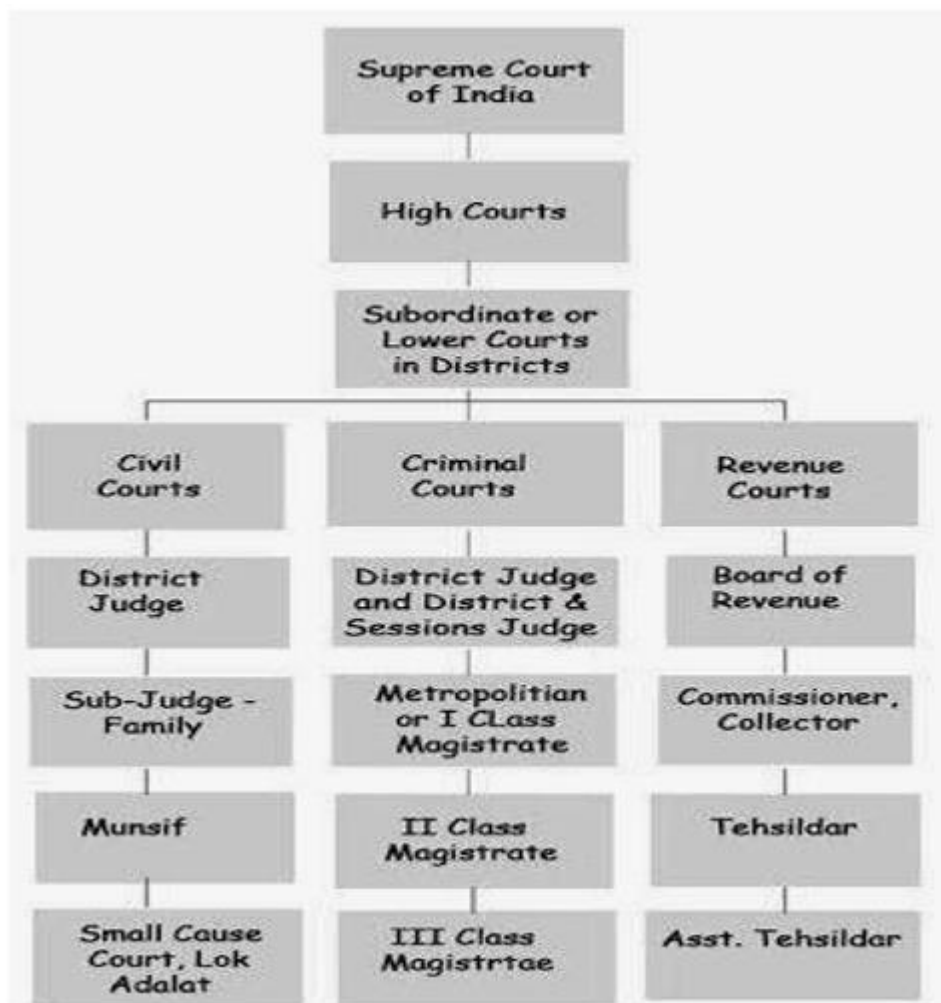 Supreme Court
of India
High Courts
Subordinate or
Lower Courts
in Districts
Civil
Courts
Criminal
Courts
Revenue
Courts
District
Judge
District Judge
and District &
Sessions Judge
Board of
Revenue
Sub-Judge -
Family
Metropolitian
or I CLass
Magistrate
Commissioner,
Collector
Munsif
II Class
Magistrate
Tehsildar
Small Cause
Court, Lok
Adalat
III Class
Magistrtae
Asst. Tehsildar